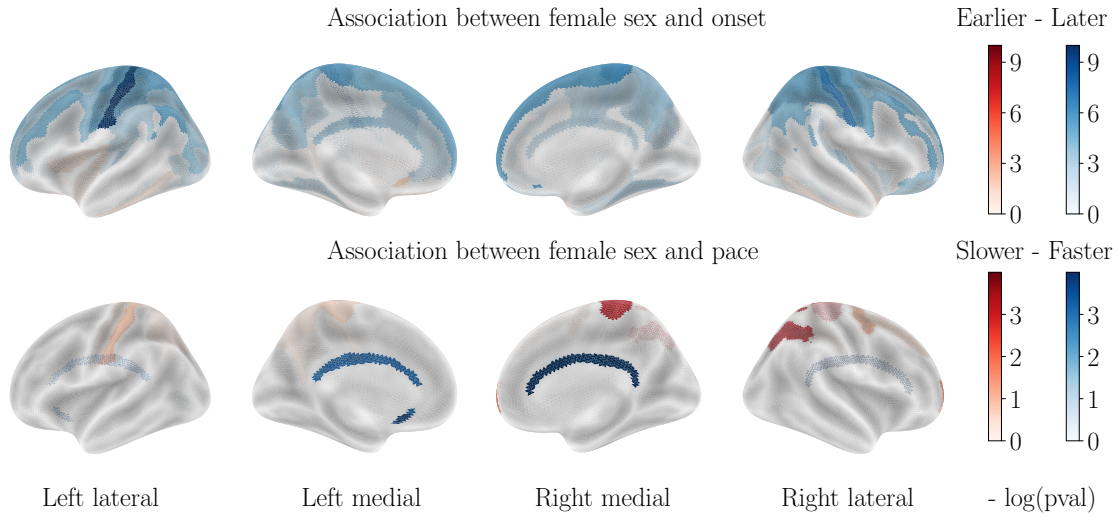 Association between female sex and onset
Earlier - Later
9
6
3
0
9
6
3
0
Association between female sex and pace
Slower - Faster
3
2
1
0
3
2
1
0
Left lateral
Left medial
Right medial
Right lateral
- log(pval)